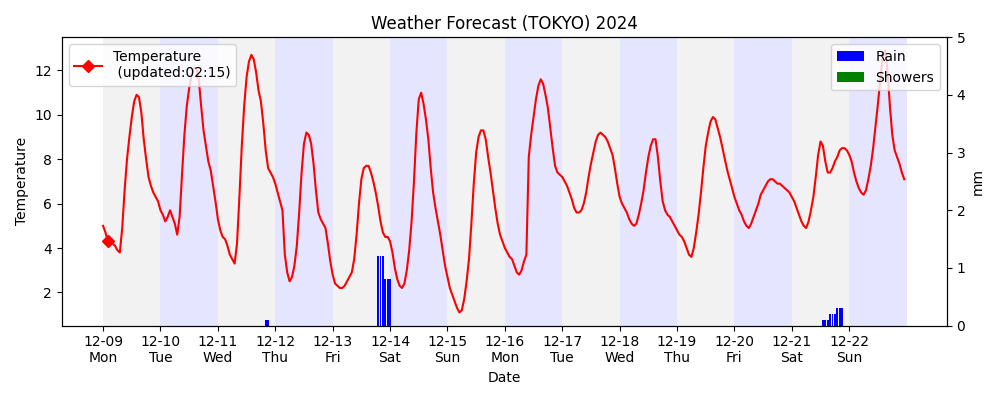 Weather Forecast (TOKYO) 2024
Temperature
(updated:02:15)
Rain
Showers
Temperature
12
10
8
6
4
2
5
4
3
2
1
0
mm
12-09 12-10 12-11 12-12 12-13 12-14 12-15 12-16 12-17 12-18 12-19 12-20 12-21 12-22
Mon Tue Wed Thu Fri Sat Sun Mon Tue Wed Thu Fri Sat Sun
Date